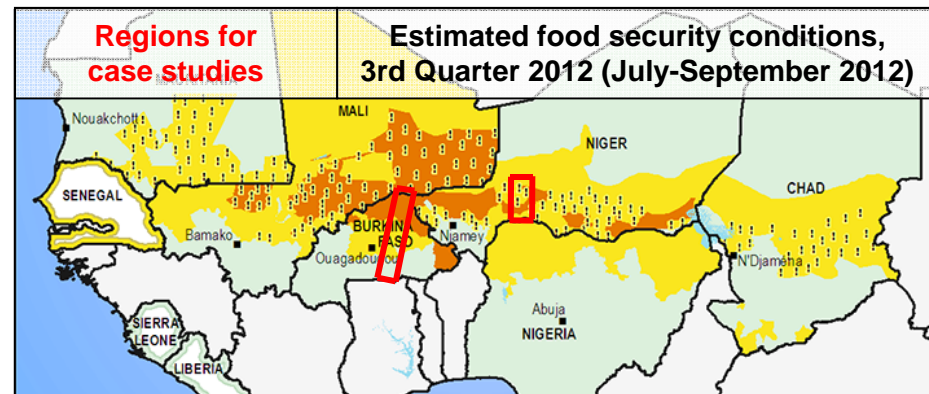 Regions for
case studies
Estimated food security conditions,
3rd Quarter 2012 (July-September 2012)
MAURITANIA
Nouakchott
MALI
NIGER
CHAD
SENEGAL
BURKINA
FASO
Niamey
Bamako
Ouagadougou
N'Djamena
Abuja
NIGERIA
SIERRA
LEONE
LIBERIA